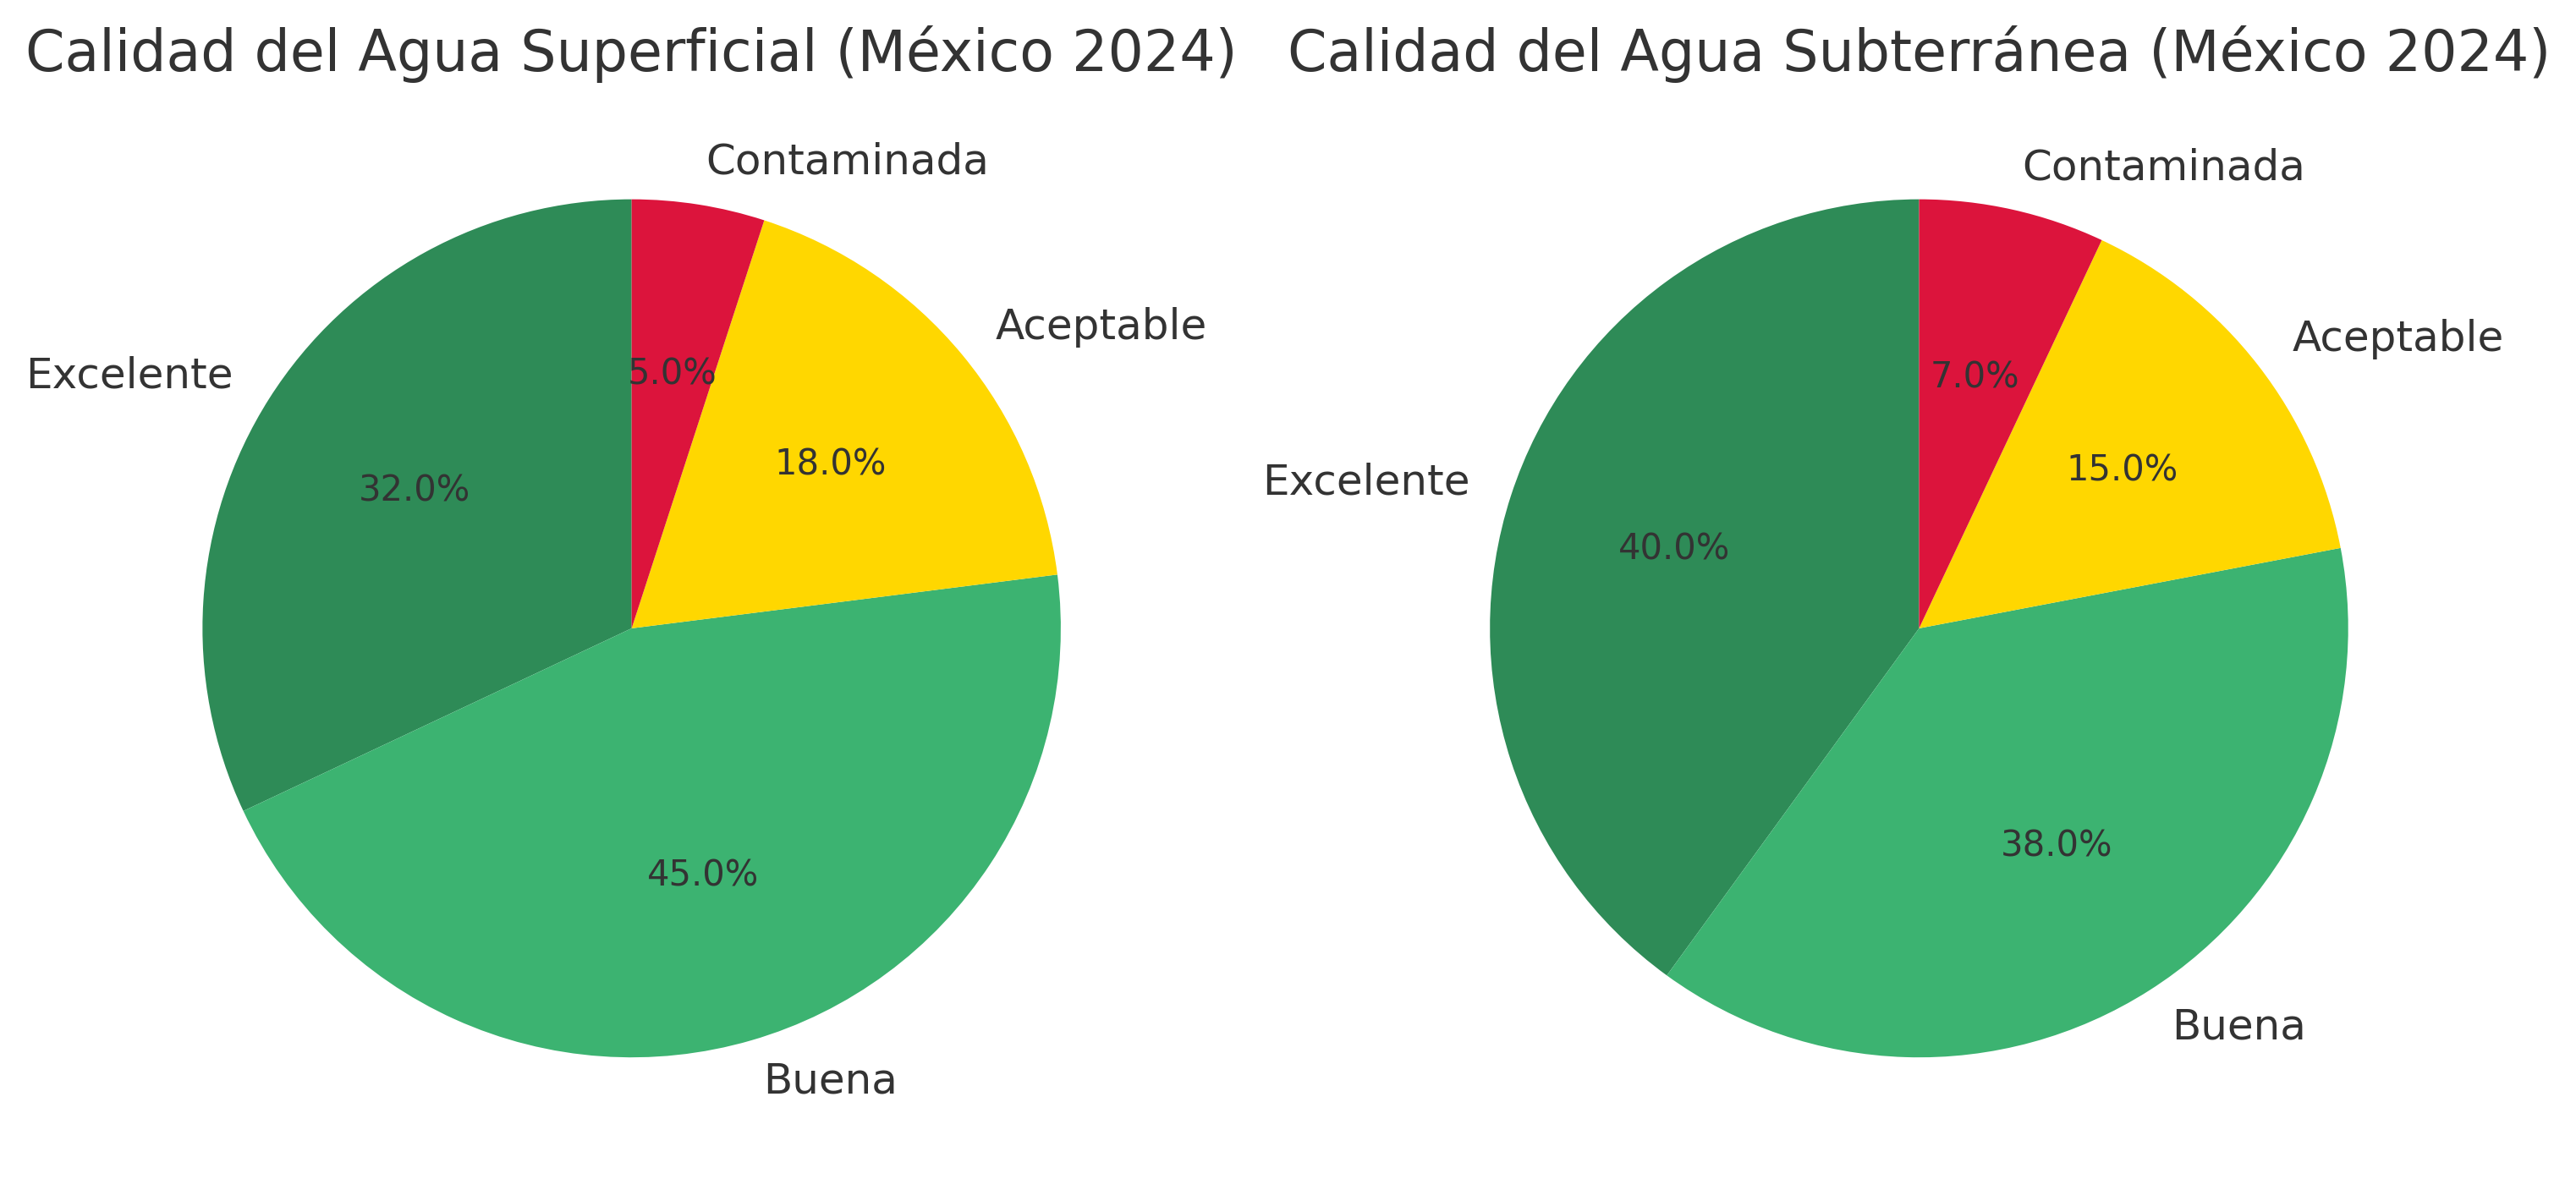 Calidad del Agua Superficial (México 2024)
Contaminada
Aceptable
Excelente
5.0%
18.0%
32.0%
45.0%
Buena
Calidad del Agua Subterránea (México 2024)
Contaminada
Aceptable
Excelente
7.0%
15.0%
40.0%
38.0%
Buena